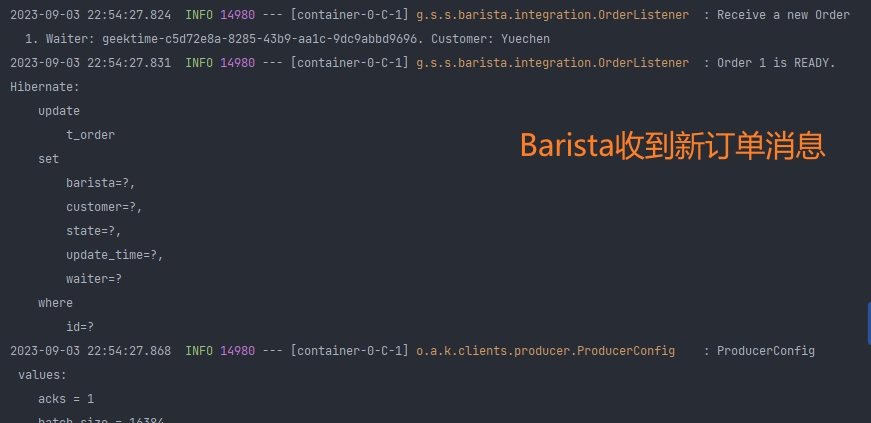 2023-09-03 22:54:27.824  INFO 14980 --- [container-0-C-1] g.s.s.barista.integration.OrderListener  : Receive a new Order
1. Waiter: geektime-c5d72e8a-8285-43b9-aa1c-9dc9abbd9696. Customer: Yuechen
2023-09-03 22:54:27.831  INFO 14980 --- [container-0-C-1] g.s.s.barista.integration.OrderListener  : Order 1 is READY.
Hibernate:
update
t_order
Barista收到新订单消息
set
barista=?,
customer=?,
state=?,
update_time=?,
waiter=?
where
id=?
2023-09-03 22:54:27.868  INFO 14980 --- [container-0-C-1] o.a.k.clients.producer.ProducerConfig    : ProducerConfig
values:
acks = 1
batch.size = 16384